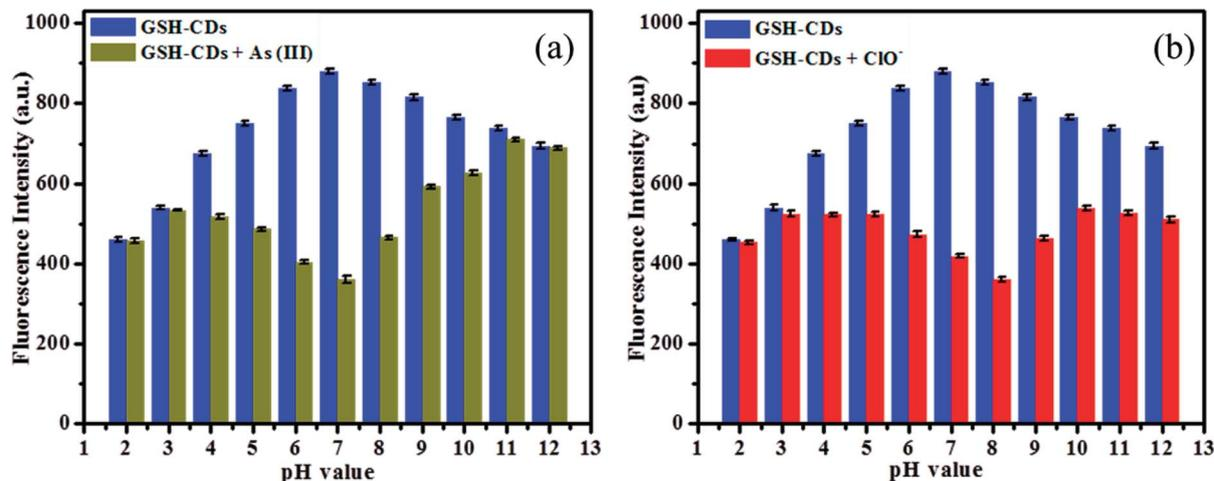 GSH-CDs
GSH-CDs + As (III)
(a)
Fluorescence Intensity (a.u.)
1000
800
600
400
200
0
1 2 3 4 5 6 7 8 9 10 11 12 13
pH value
GSH-CDs
GSH-CDs + ClO⁻
(b)
Fluorescence Intensity (a.u)
1000
800
600
400
200
0
1 2 3 4 5 6 7 8 9 10 11 12 13
pH value